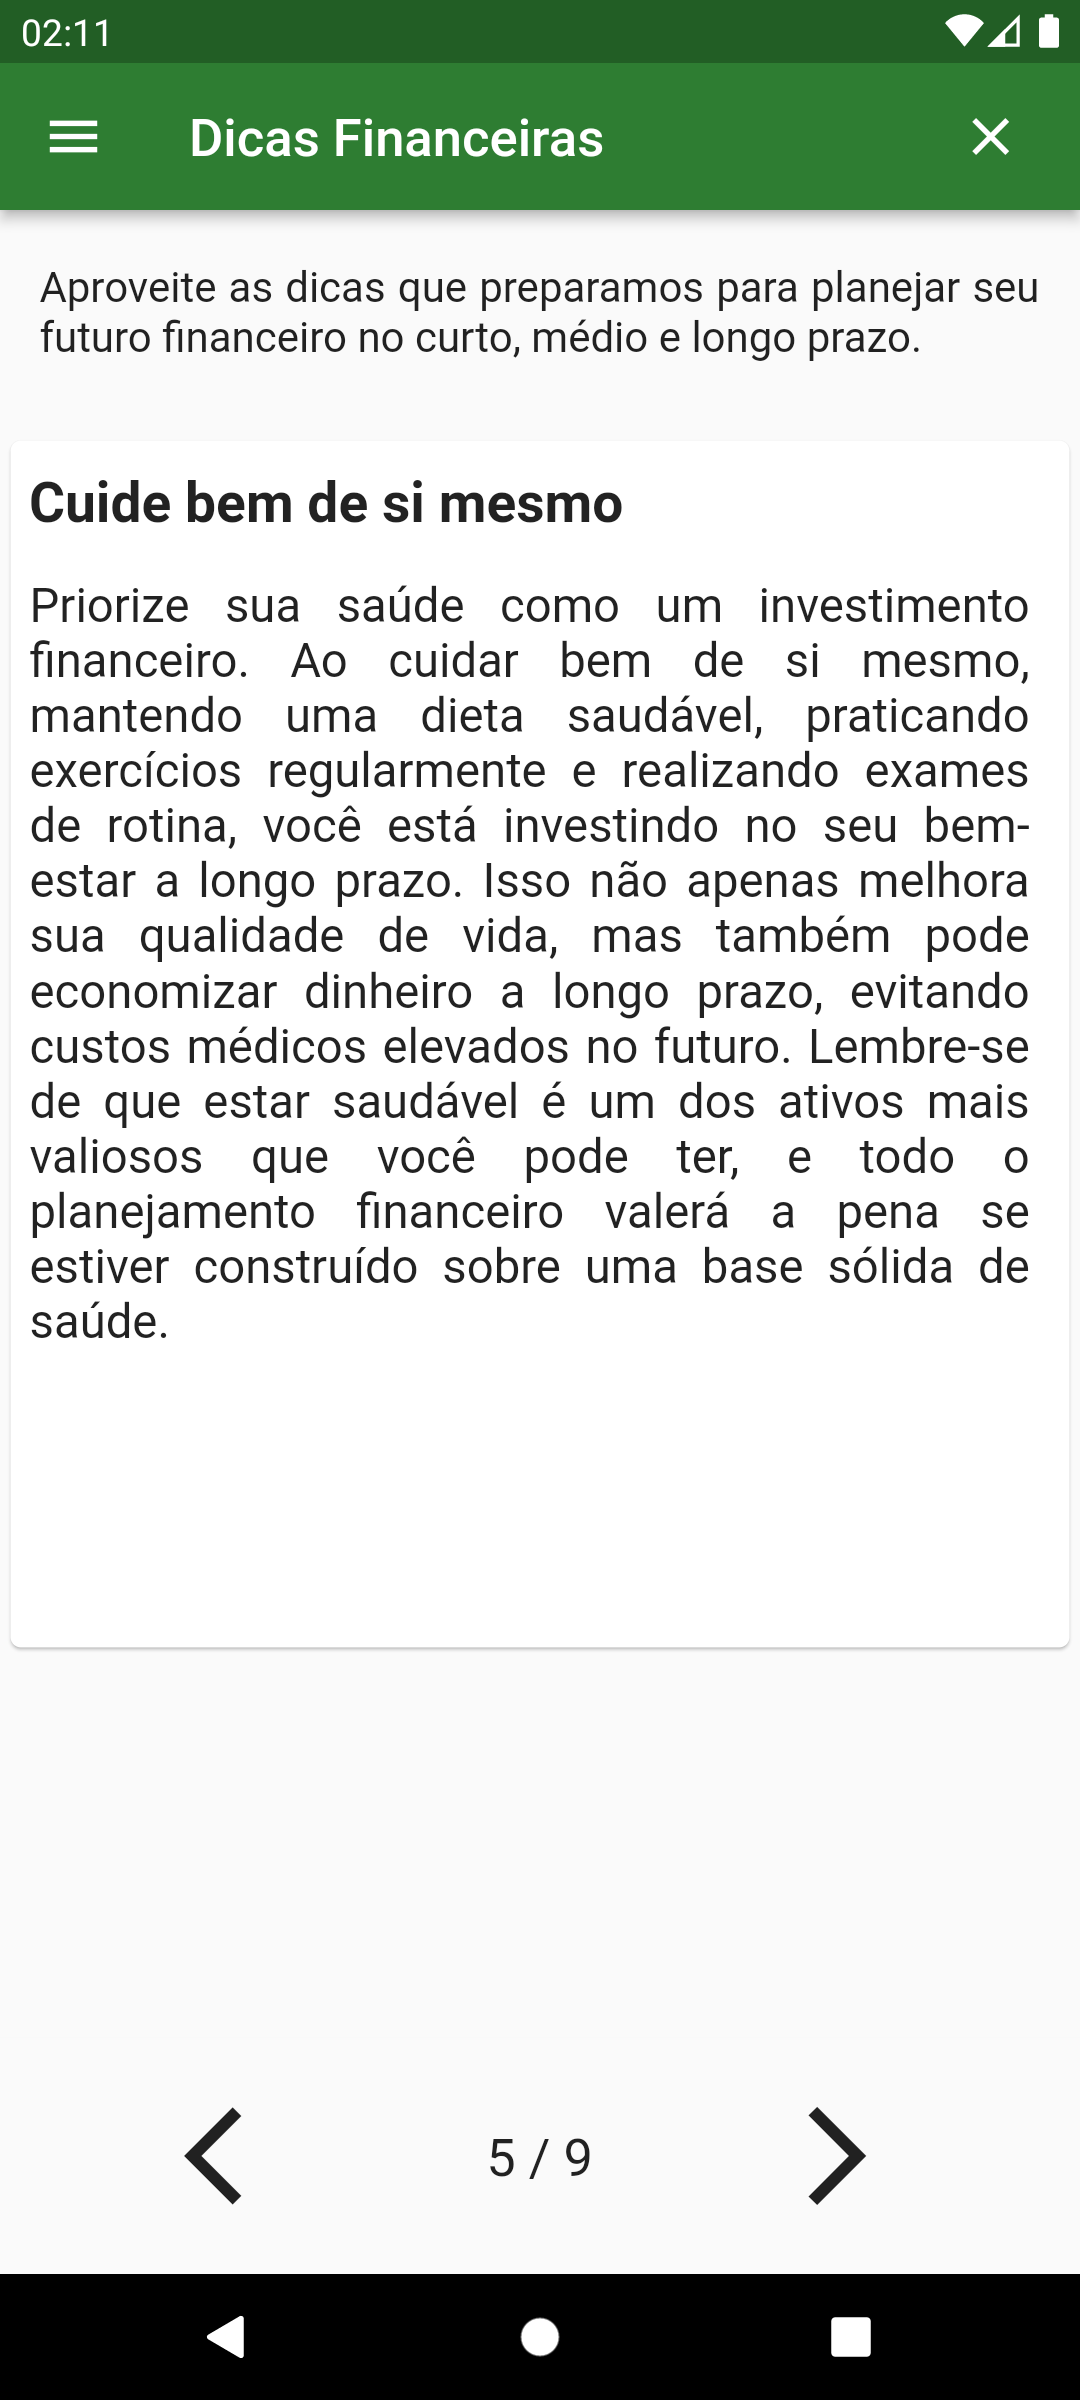 02:11
Dicas Financeiras
Aproveite as dicas que preparamos para planejar seu
futuro financeiro no curto, médio e longo prazo.
Cuide bem de si mesmo
Priorize sua saúde como um investimento
financeiro. Ao cuidar bem de si mesmo,
mantendo uma dieta saudável, praticando
exercícios regularmente e realizando exames
de rotina, você está investindo no seu bem-
estar a longo prazo. Isso não apenas melhora
sua qualidade de vida, mas também pode
economizar dinheiro a longo prazo, evitando
custos médicos elevados no futuro. Lembre-se
de que estar saudável é um dos ativos mais
valiosos que você pode ter, e todo o
planejamento financeiro valerá a pena se
estiver construído sobre uma base sólida de
saúde.
5 / 9